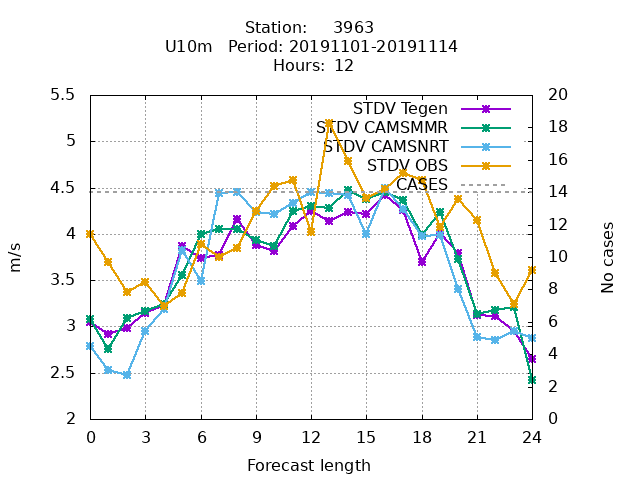 Station:     3963
U10m   Period: 20191101-20191114
Hours: 12
5.5
5
4.5
4
3.5
3
2.5
2
m/s
20
18
16
14
12
10
8
6
4
2
0
No cases
STDV Tegen
STDV CAMSMMR
STDV CAMSNRT
STDV OBS
CASES
0 3 6 9 12 15 18 21 24
Forecast length